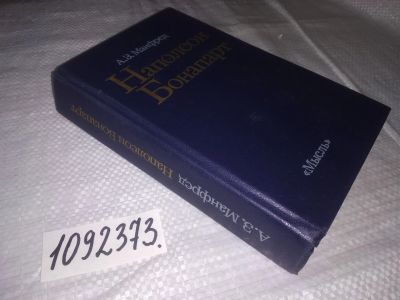 А.З. Манфред
Наполеон
Бонапарт
«Мысль»
А.З. Манфред Наполеон Бонапарт
1092373.